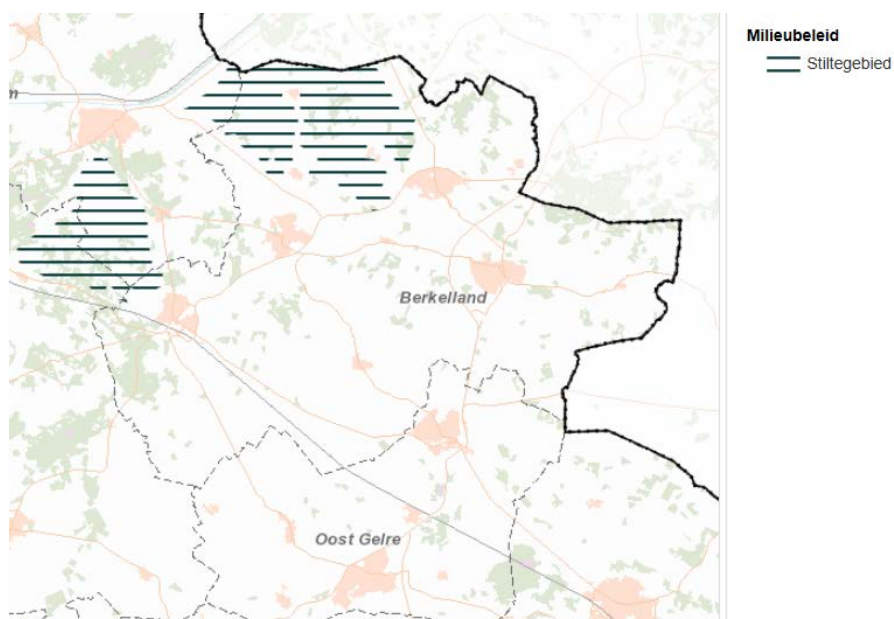 Milieubeleid
Stiltegebied
m
Berkelland
Oost Gelre